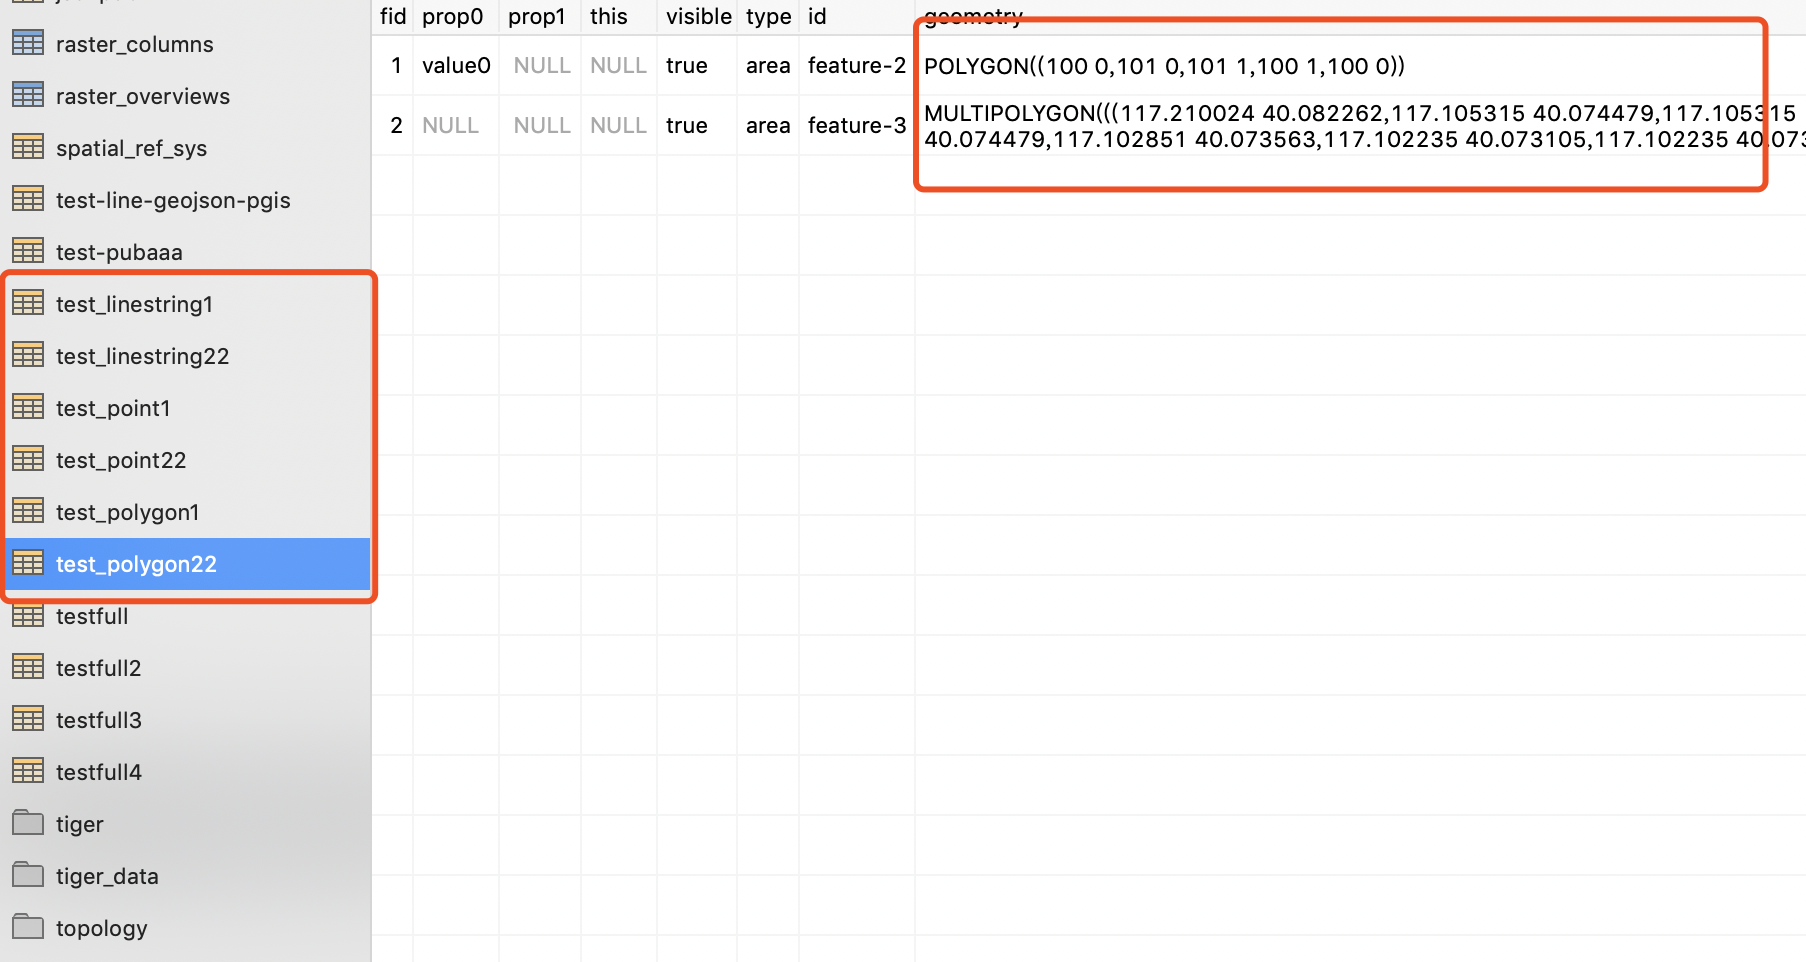 raster_columns
raster_overviews
spatial_ref_sys
test-line-geojson-pgis
test-pubaaa
test_linestring1
test_linestring22
test_point1
test_point22
test_polygon1
test_polygon22
testfull
testfull2
testfull3
testfull4
tiger
tiger_data
topology
fid prop0 prop1 this visible type id geometry
1 value0 NULL NULL true area feature-2 POLYGON((100 0,101 0,101 1,100 1,100 0))
2 NULL NULL NULL true area feature-3 MULTIPOLYGON(((117.210024 40.082262,117.105315 40.074479,117.105315
40.074479,117.102851 40.073563,117.102235 40.073105,117.102235 40.073